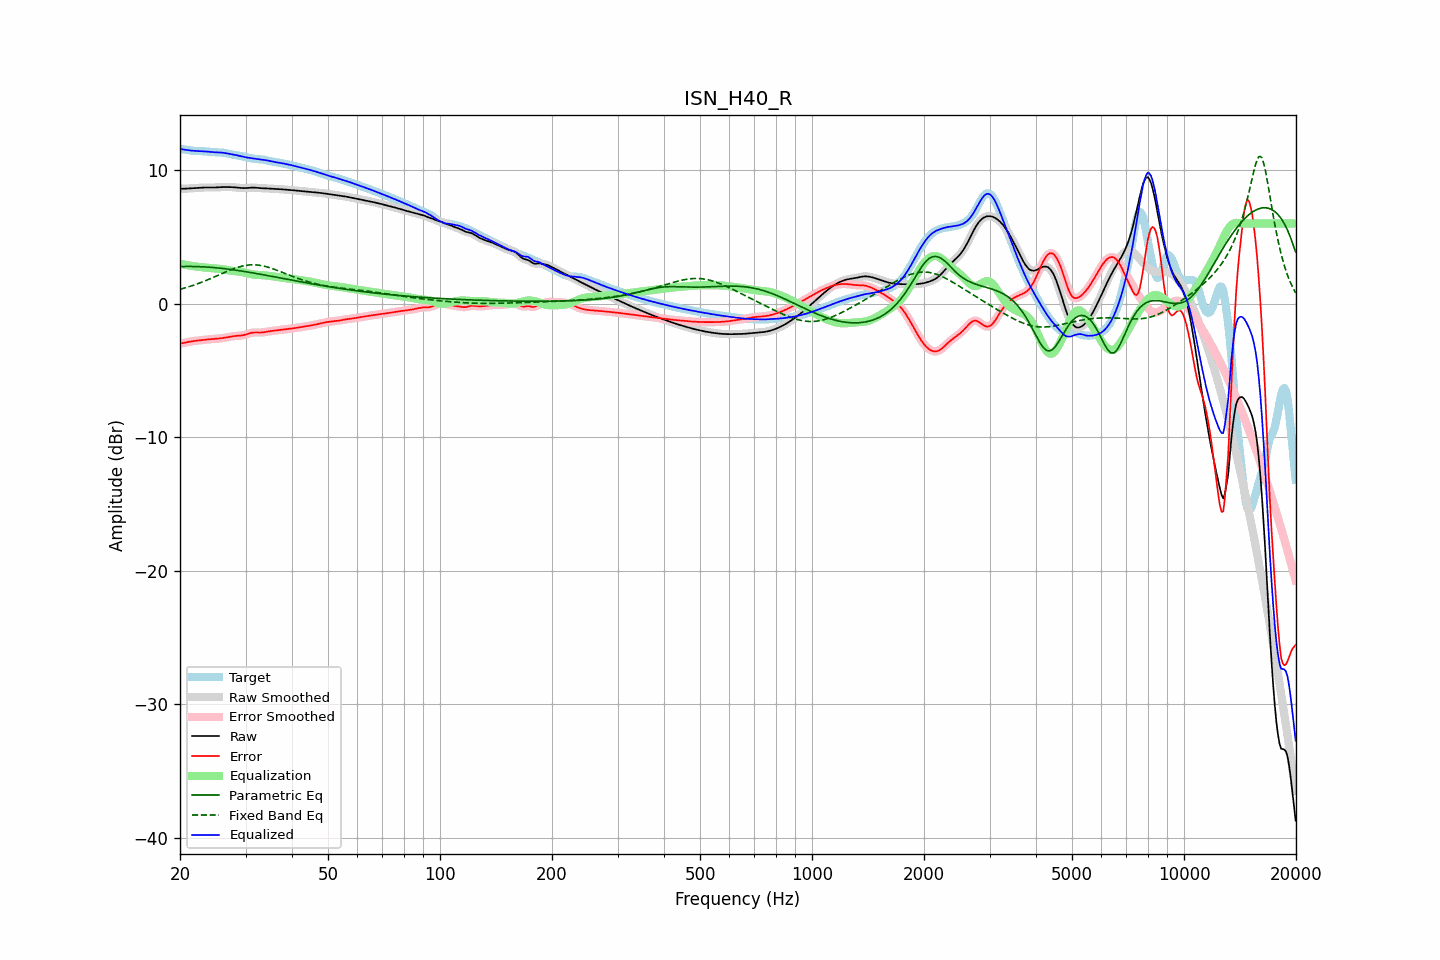 ISN_H40_R
Amplitude (dBr)
10
0
−10
−20
−30
−40
Target
Raw Smoothed
Error Smoothed
Raw
Error
Equalization
Parametric Eq
Fixed Band Eq
Equalized
20 50 100 200 500 1000 2000 5000 10000 20000
Frequency (Hz)